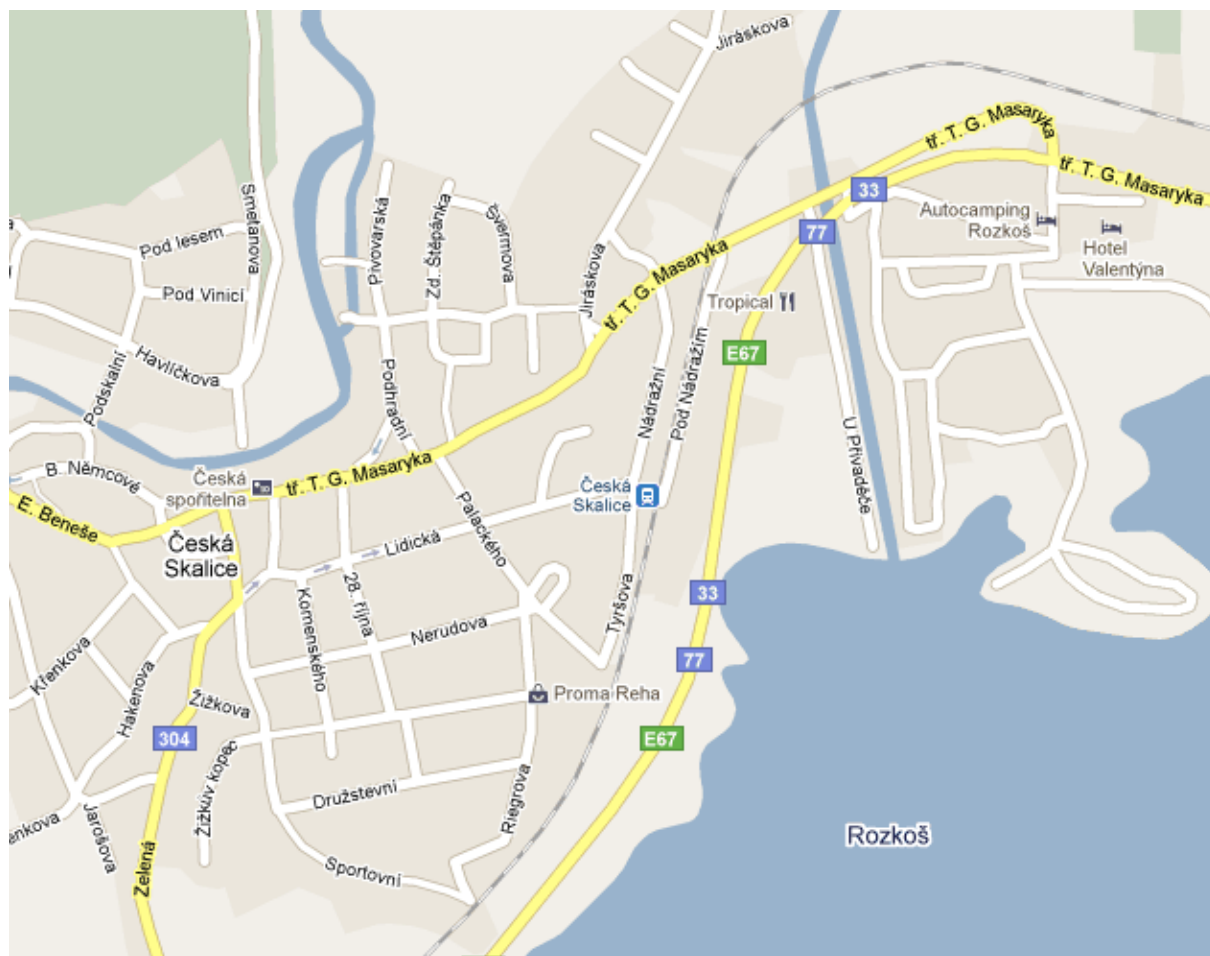 Jiráskova
tř. T. G. Masaryka
tř. T. G. Masaryka
33
77
Autocamping
Rozkoš
Hotel
Valentýna
Smetanova
Pod lesem
Pod Vinicí
Pivovarská
Zd. Štěpánka
Švermova
Jiráskova
tř. T. G. Masaryka
Tropical
E67
Havlíčkova
Podskalní
Podhradní
Nádražní
Pod Nádražím
U Přivaděče
B. Němcové
Česká
spořitelna
tř. T. G. Masaryka
E. Beneše
Palackého
Česká
Skalice
Česká
Skalice
Lidická
28. října
Komenského
Nerudova
Tyršova
33
77
Křenkova
Hakenova
Žižkova
Proma Reha
304
E67
Žižkův kopec
Družstevní
Riegrova
enkova
Jarošova
Zelená
Sportovní
Rozkoš